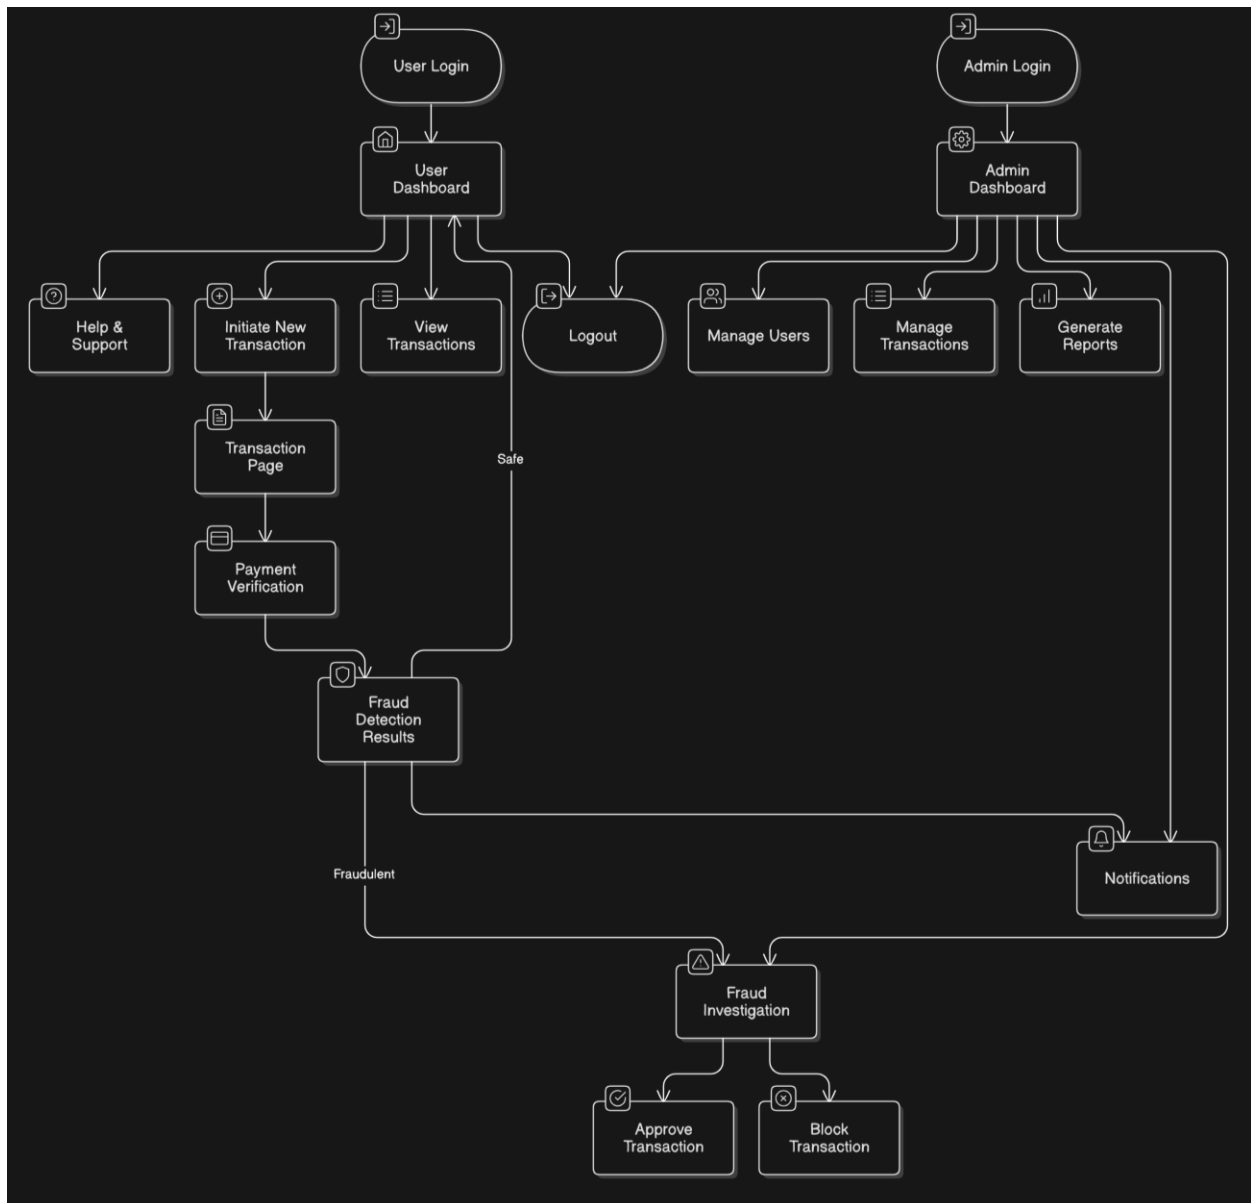 User Login
Admin Login
User
Dashboard
Admin
Dashboard
Help &
Support
Initiate New
Transaction
View
Transactions
Logout
Manage Users
Manage
Transactions
Generate
Reports
Transaction
Page
Safe
Payment
Verification
Fraud
Detection
Results
Fraudulent
Notifications
Fraud
Investigation
Approve
Transaction
Block
Transaction